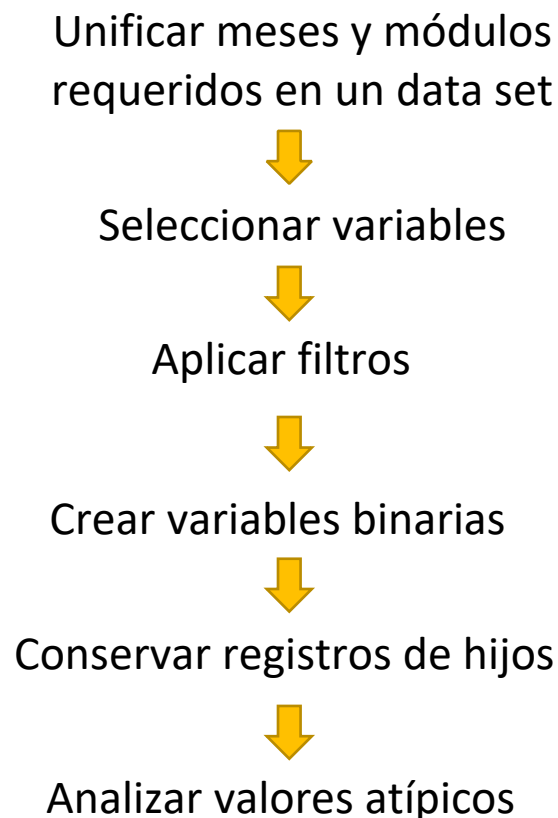 Unificar meses y módulos
requeridos en un data set
Seleccionar variables
Aplicar filtros
Crear variables binarias
Conservar registros de hijos
Analizar valores atípicos